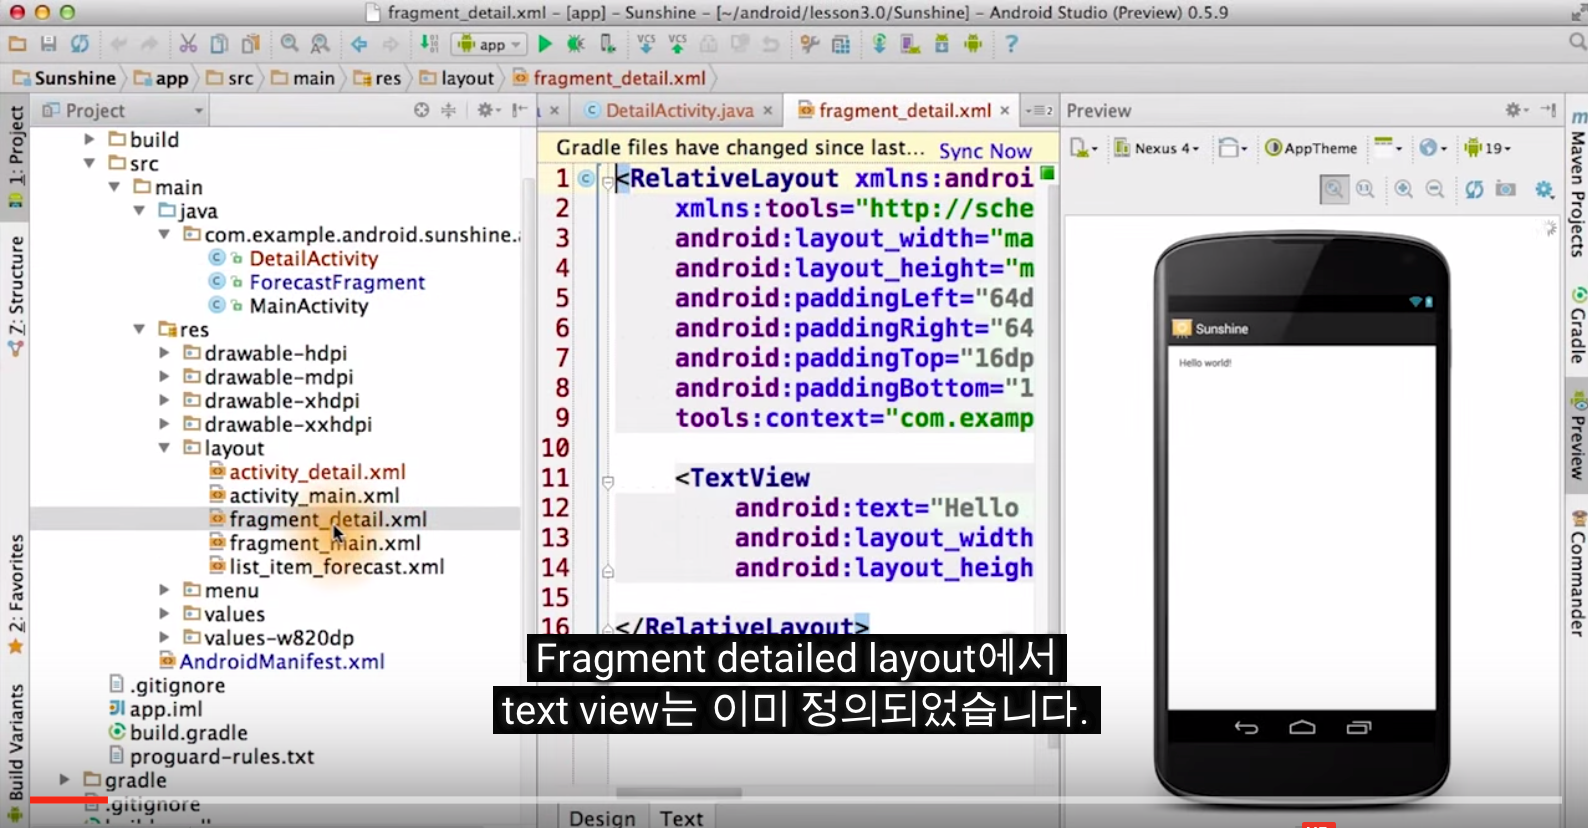 fragment_detail.xml – [app] – Sunshine – [~/android/lesson3.0/Sunshine] – Android Studio (Preview) 0.5.9
app
Sunshine app src main res layout fragment_detail.xml
1: Project
Z: Structure
2: Favorites
Build Variants
Project
build
src
main
java
com.example.android.sunshine.
DetailActivity
ForecastFragment
MainActivity
res
drawable-hdpi
drawable-mdpi
drawable-xhdpi
drawable-xxhdpi
layout
activity_detail.xml
activity_main.xml
fragment_detail.xml
fragment_main.xml
list_item_forecast.xml
menu
values
values-w820dp
AndroidManifest.xml
.gitignore
app.iml
build.gradle
proguard-rules.txt
gradle
.gitignore
DetailActivity.java fragment_detail.xml
Gradle files have changed since last... Sync Now
1 <RelativeLayout xmlns:androi
2 xmlns:tools="http://sche
3 android:layout_width="ma
4 android:layout_height="m
5 android:paddingLeft="64d
6 android:paddingRight="64
7 android:paddingTop="16dp
8 android:paddingBottom="1
9 tools:context="com.examp
10
11 <TextView
12 android:text="Hello
13 android:layout_width
14 android:layout_heigh
15
16 </RelativeLayout>
Fragment detailed layout에서
text view는 이미 정의되었습니다.
Design Text
Preview
Nexus 4 AppTheme 19
Sunshine
Hello world!
Maven Projects
Gradle
Preview
Commander